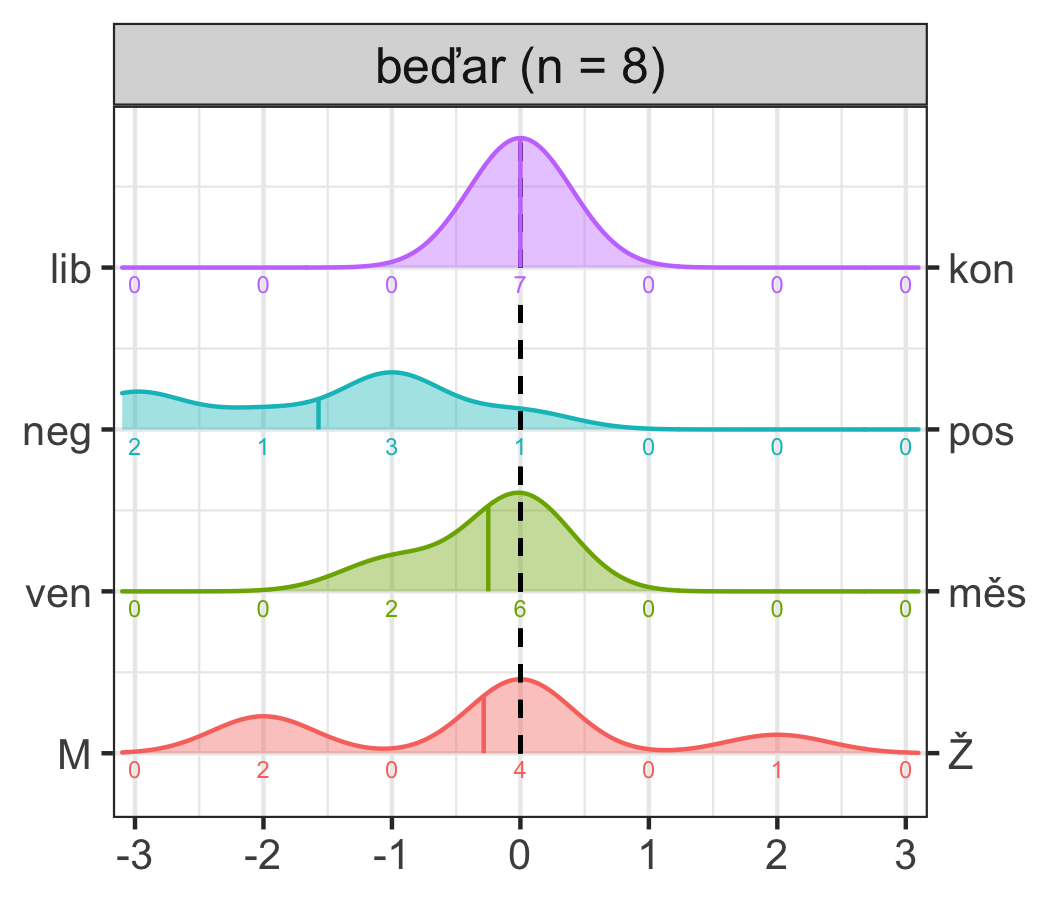 beďar (n = 8)
lib kon
0 0 0 7 0 0 0
neg pos
2 1 3 1 0 0 0
ven měs
0 0 2 6 0 0 0
M Ž
0 2 0 4 0 1 0
-3 -2 -1 0 1 2 3